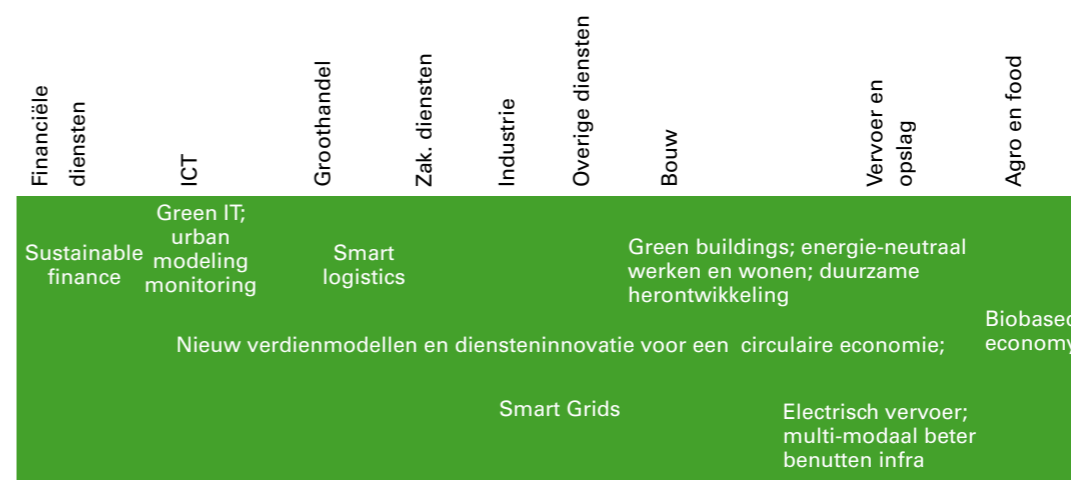 Financiële
diensten
ICT
Groothandel
Zak. diensten
Industrie
Overige diensten
Bouw
Vervoer en
opslag
Agro en food
Sustainable
finance
Green IT;
urban
modeling
monitoring
Smart
logistics
Green buildings; energie-neutraal
werken en wonen; duurzame
herontwikkeling
Biobased
economy
Nieuw verdienmodellen en diensteninnovatie voor een circulaire economie;
Smart Grids
Electrisch vervoer;
multi-modaal beter
benutten infra